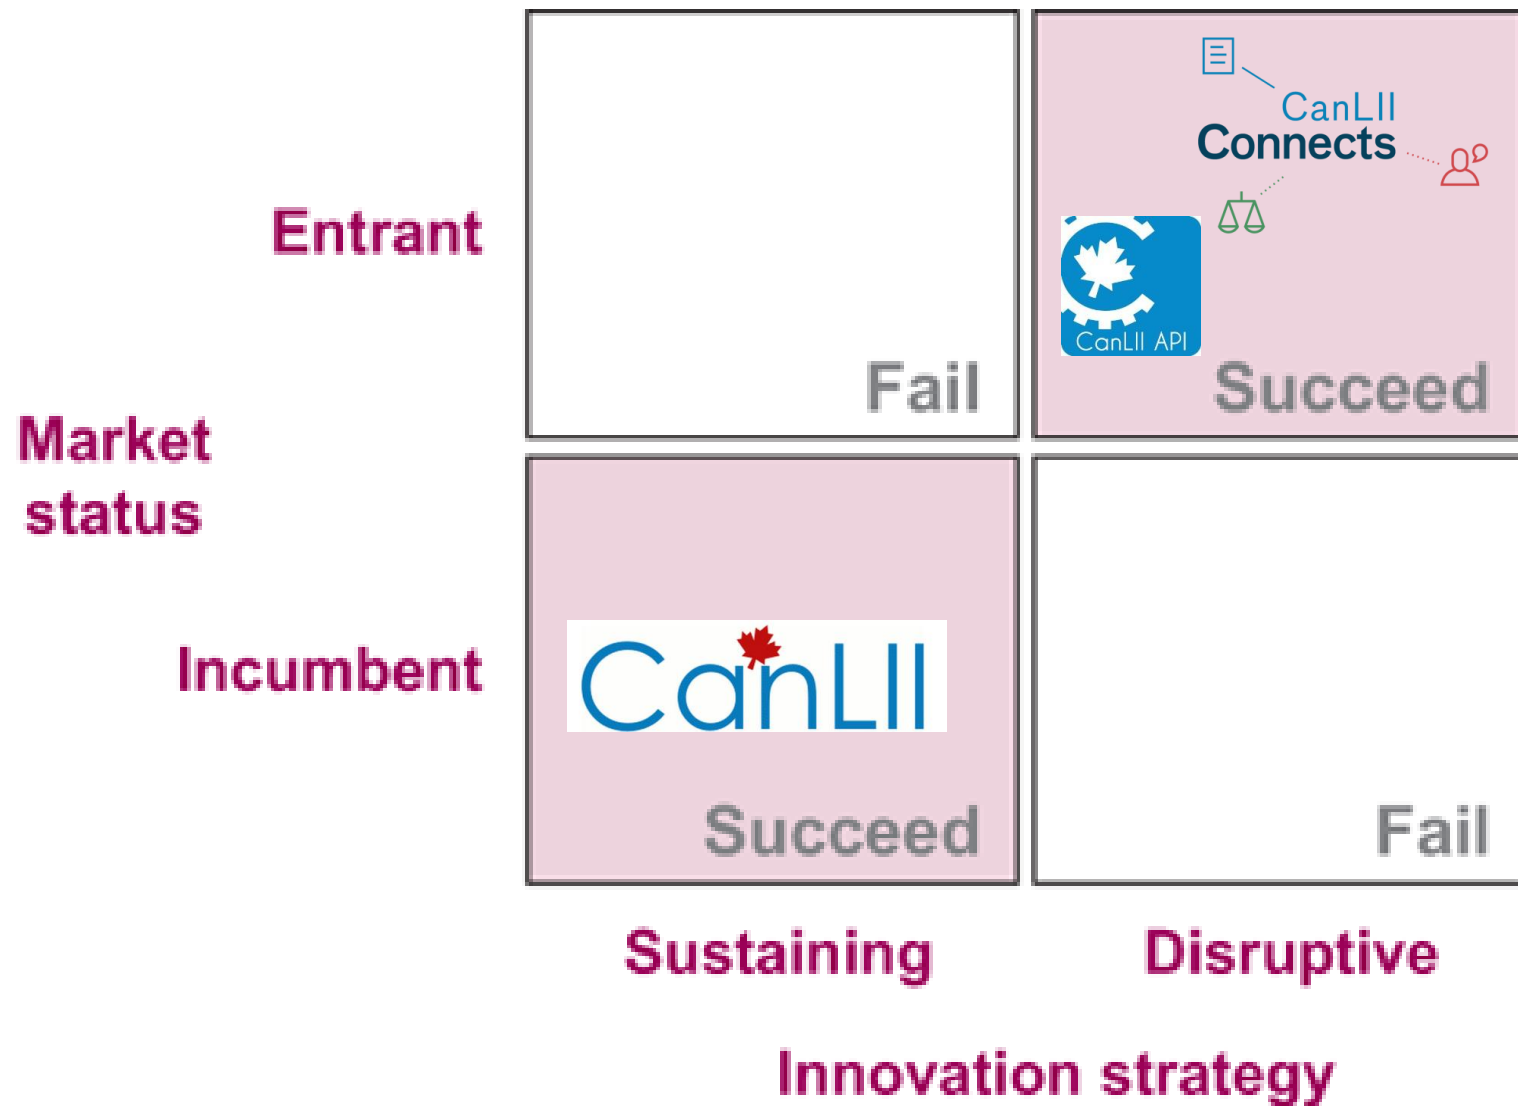 CanLII
Connects
Entrant
CanLII API
Fail
Succeed
Market
status
Incumbent
CanLII
Succeed
Fail
Sustaining
Disruptive
Innovation strategy